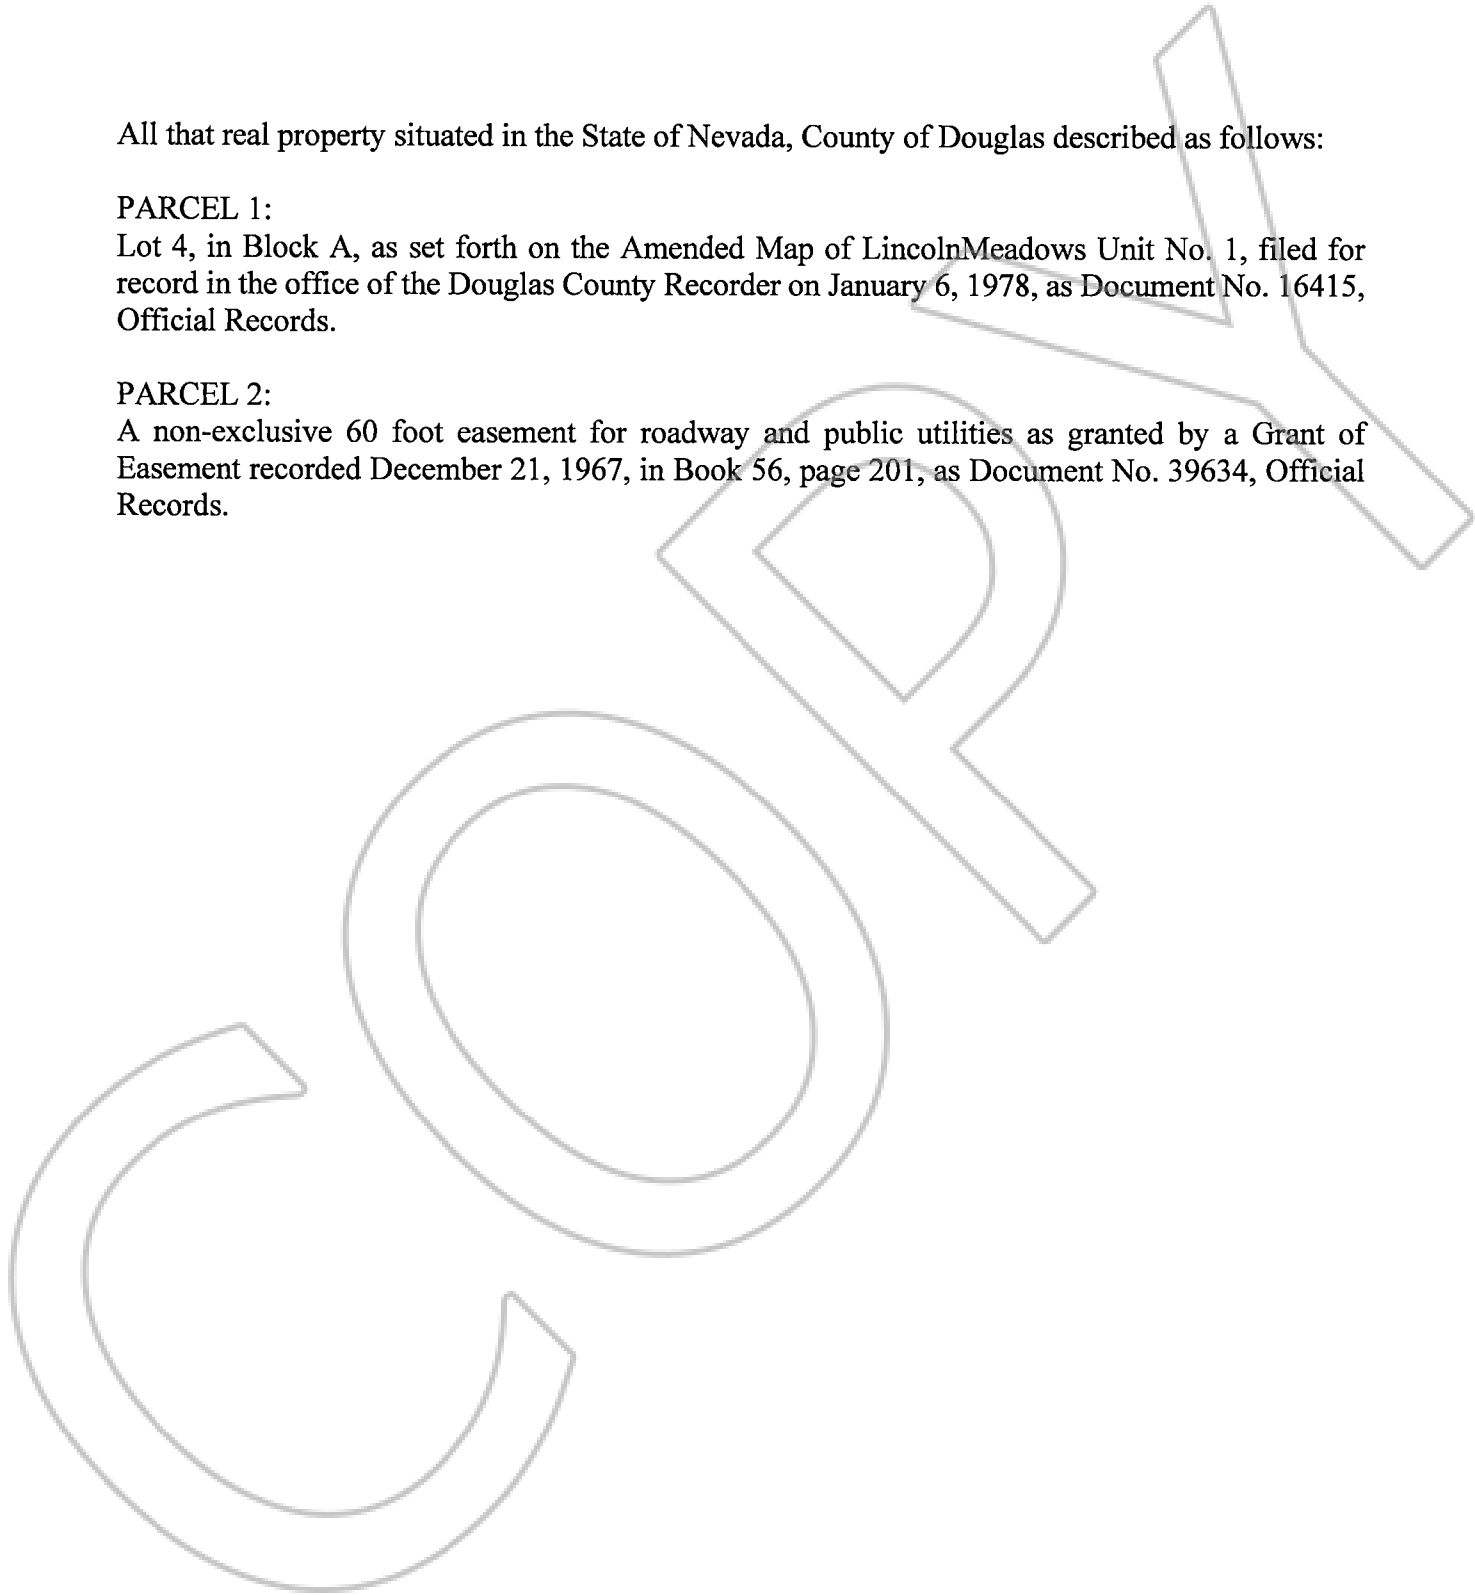 All that real property situated in the State of Nevada, County of Douglas described as follows:
PARCEL 1:
Lot 4, in Block A, as set forth on the Amended Map of LincolnMeadows Unit No. 1, filed for
record in the office of the Douglas County Recorder on January 6, 1978, as Document No. 16415,
Official Records.
PARCEL 2:
A non-exclusive 60 foot easement for roadway and public utilities as granted by a Grant of
Easement recorded December 21, 1967, in Book 56, page 201, as Document No. 39634, Official
Records.
COPY